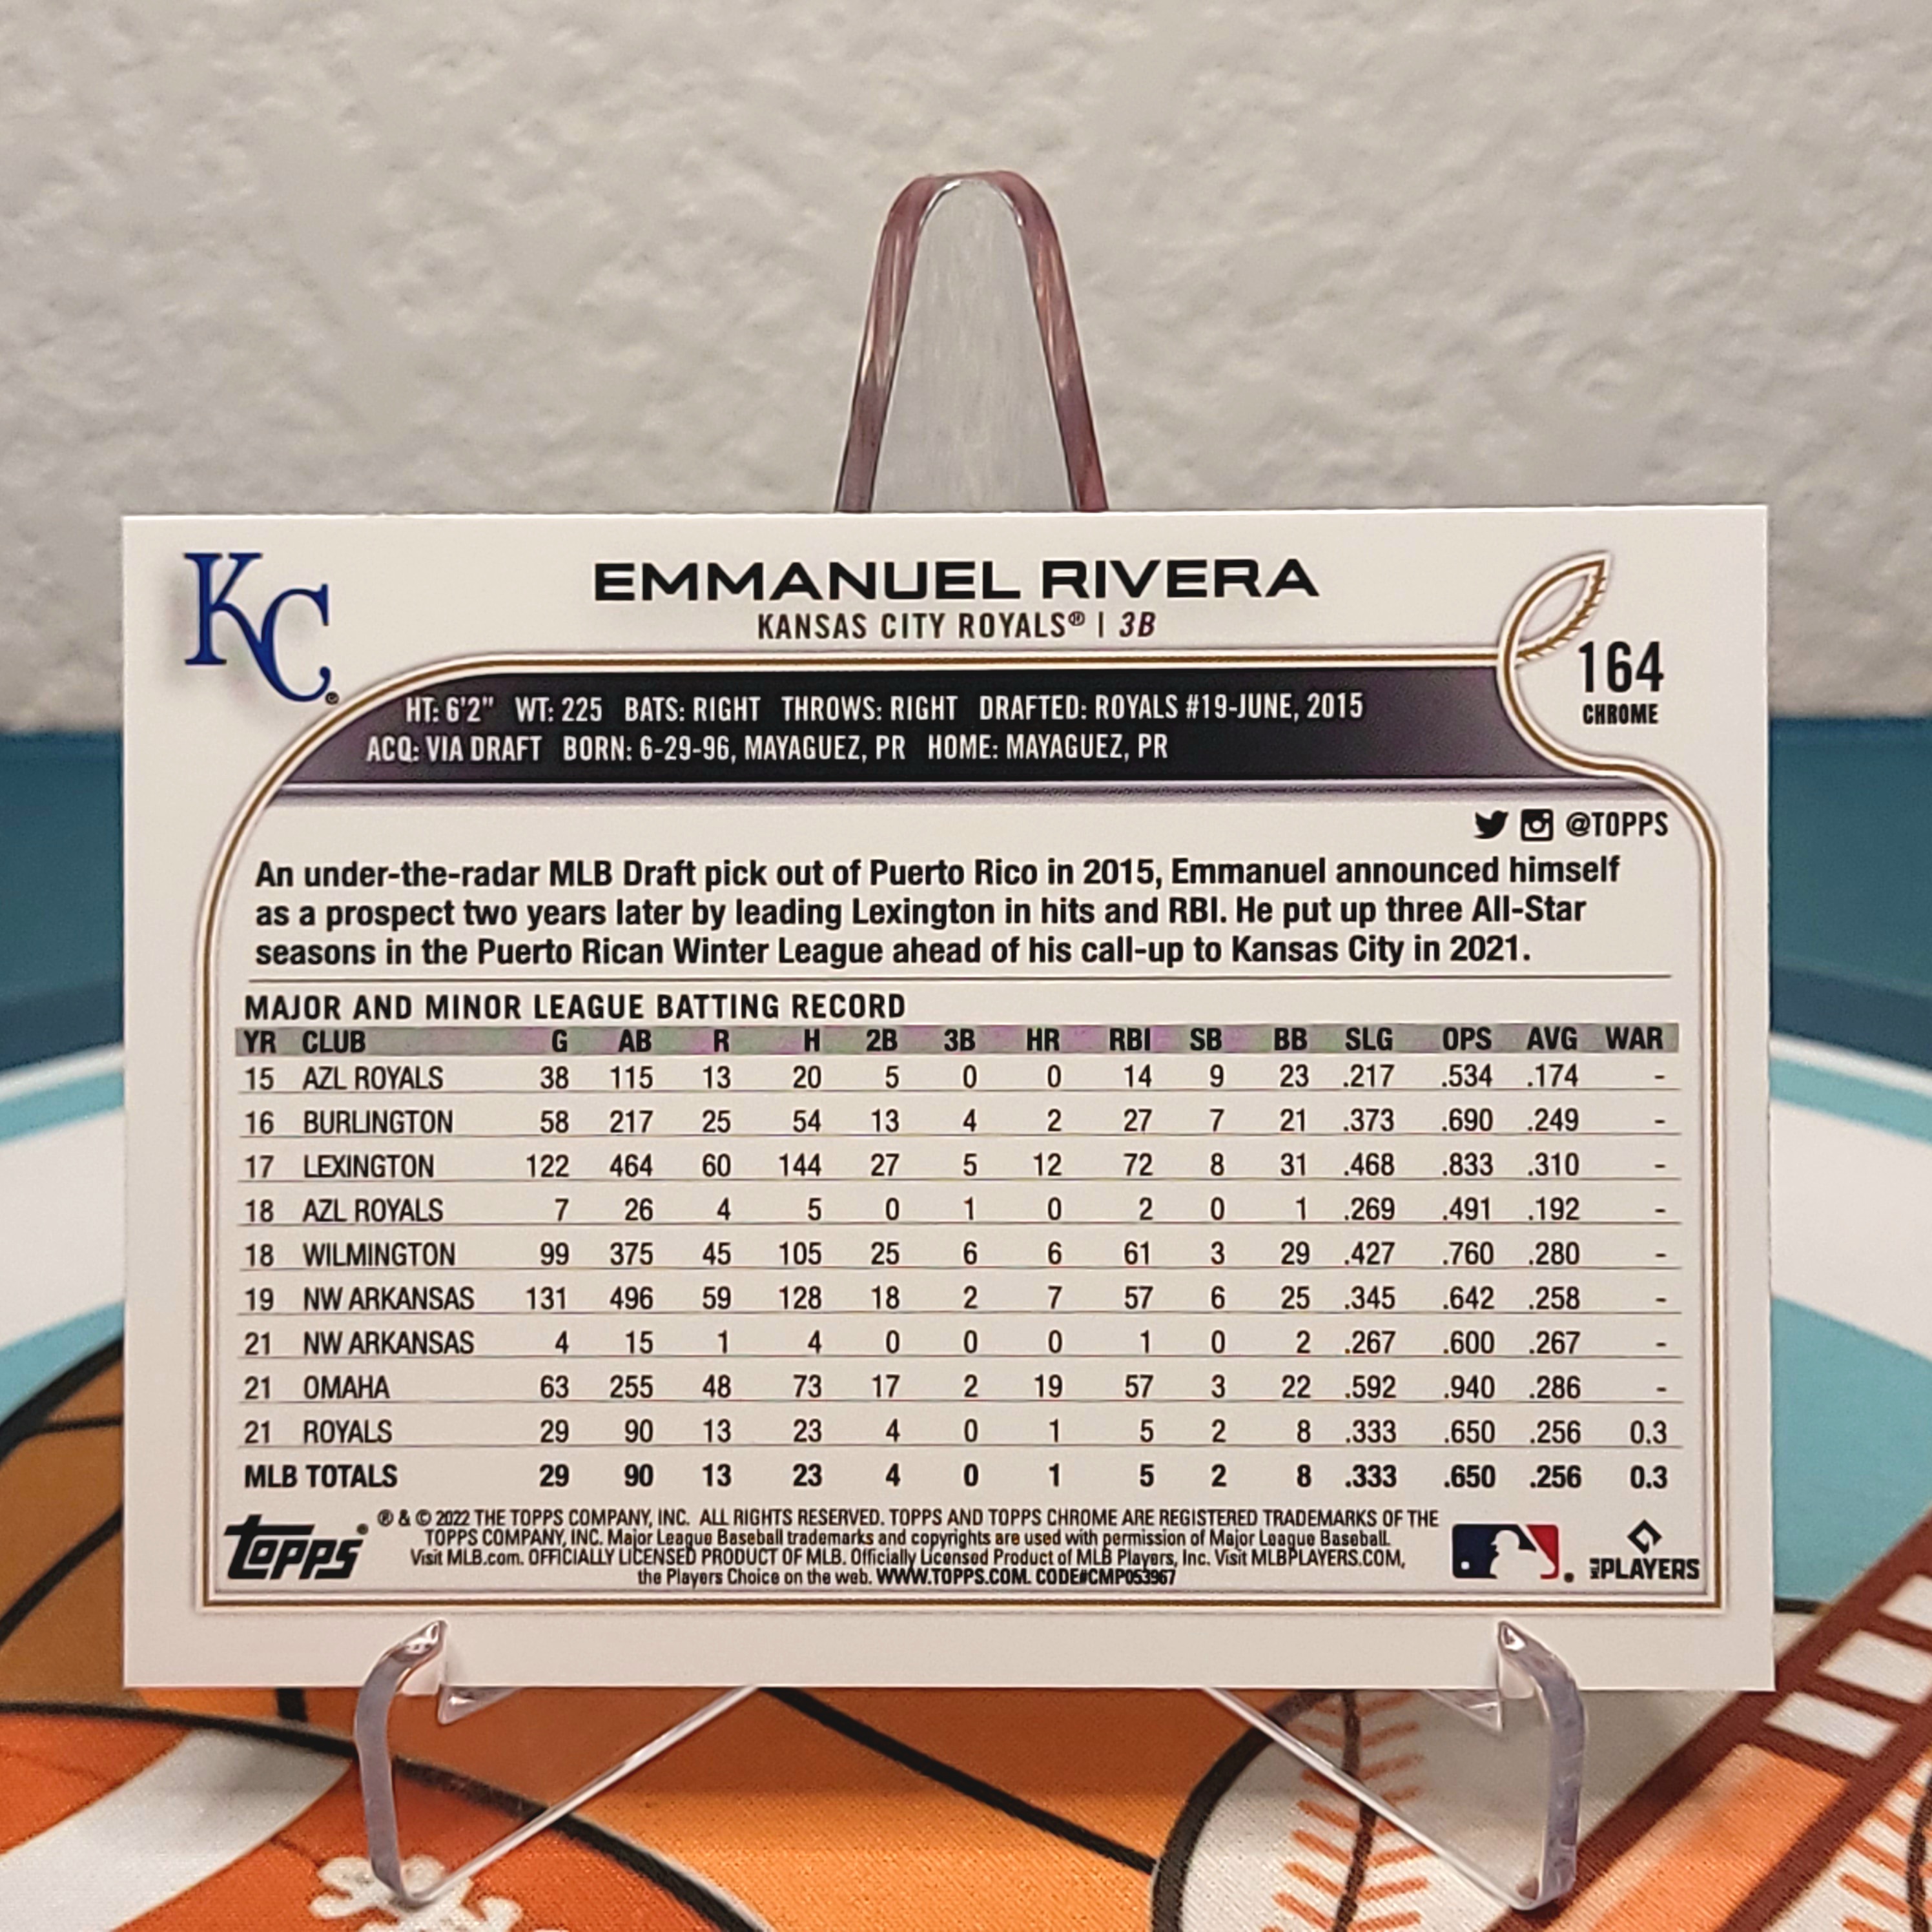 KC®
EMMANUEL RIVERA
KANSAS CITY ROYALS® | 3B
164
CHROME
HT: 6'2" WT: 225 BATS: RIGHT THROWS: RIGHT DRAFTED: ROYALS #19-JUNE, 2015
ACQ: VIA DRAFT BORN: 6-29-96, MAYAGUEZ, PR HOME: MAYAGUEZ, PR
@TOPPS
An under-the-radar MLB Draft pick out of Puerto Rico in 2015, Emmanuel announced himself
as a prospect two years later by leading Lexington in hits and RBI. He put up three All-Star
seasons in the Puerto Rican Winter League ahead of his call-up to Kansas City in 2021.
MAJOR AND MINOR LEAGUE BATTING RECORD
YR CLUB G AB R H 2B 3B HR RBI SB BB SLG OPS AVG WAR
15 AZL ROYALS 38 115 13 20 5 0 0 14 9 23 .217 .534 .174 -
16 BURLINGTON 58 217 25 54 13 4 2 27 7 21 .373 .690 .249 -
17 LEXINGTON 122 464 60 144 27 5 12 72 8 31 .468 .833 .310 -
18 AZL ROYALS 7 26 4 5 0 1 0 2 0 1 .269 .491 .192 -
18 WILMINGTON 99 375 45 105 25 6 6 61 3 29 .427 .760 .280 -
19 NW ARKANSAS 131 496 59 128 18 2 7 57 6 25 .345 .642 .258 -
21 NW ARKANSAS 4 15 1 4 0 0 0 1 0 2 .267 .600 .267 -
21 OMAHA 63 255 48 73 17 2 19 57 3 22 .592 .940 .286 -
21 ROYALS 29 90 13 23 4 0 1 5 2 8 .333 .650 .256 0.3
MLB TOTALS 29 90 13 23 4 0 1 5 2 8 .333 .650 .256 0.3
topps®
® & © 2022 THE TOPPS COMPANY, INC. ALL RIGHTS RESERVED. TOPPS AND TOPPS CHROME ARE REGISTERED TRADEMARKS OF THE
TOPPS COMPANY, INC. Major League Baseball trademarks and copyrights are used with permission of Major League Baseball.
Visit MLB.com. OFFICIALLY LICENSED PRODUCT OF MLB. Officially Licensed Product of MLB Players, Inc. Visit MLBPLAYERS.COM,
the Players Choice on the web. WWW.TOPPS.COM. CODE#CMP053967
MLB PLAYERS